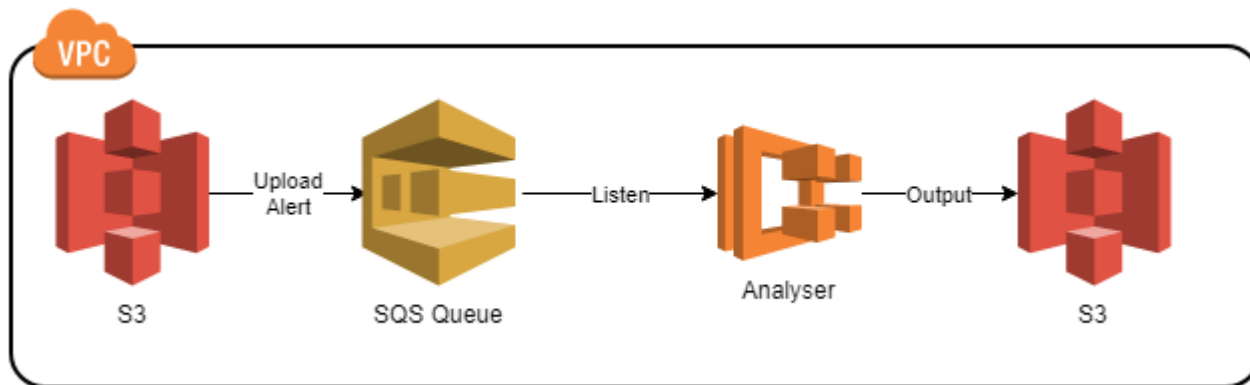 VPC
Upload
Alert
Listen
Output
S3
SQS Queue
Analyser
S3